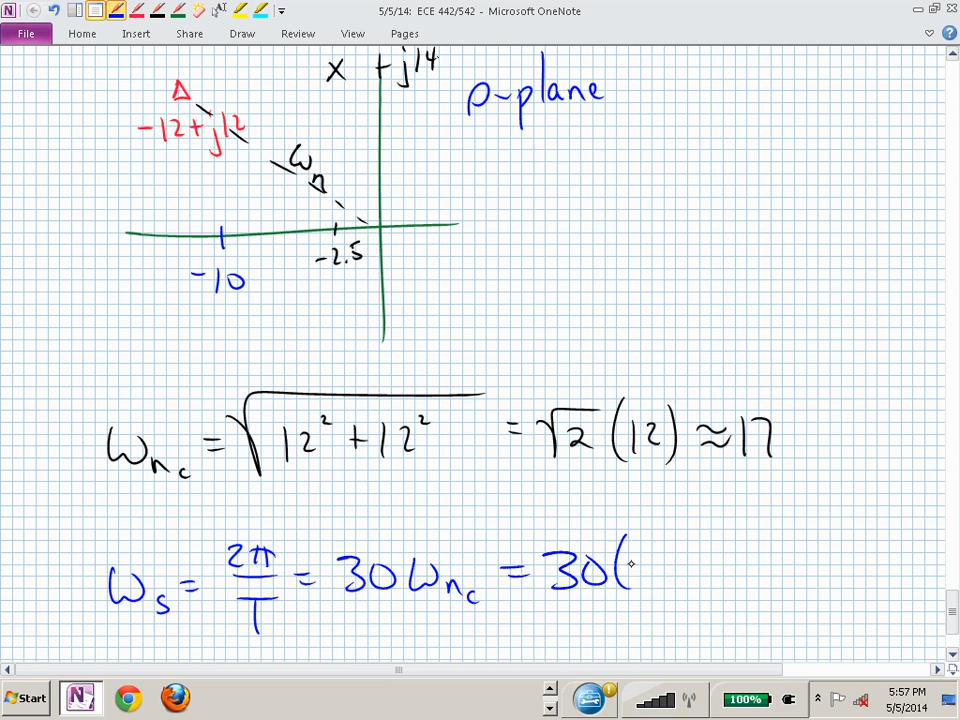 5/5/14: ECE 442/542 - Microsoft OneNote
File Home Insert Share Draw Review View Pages
x + j14
ρ-plane
Δ
-12 + j12
ωn
-2.5
-10
ωnc = √(12² + 12²) = √2 (12) ≈ 17
ωs = 2π/T = 30 ωnc = 30(
Start 100% 5:57 PM
5/5/2014